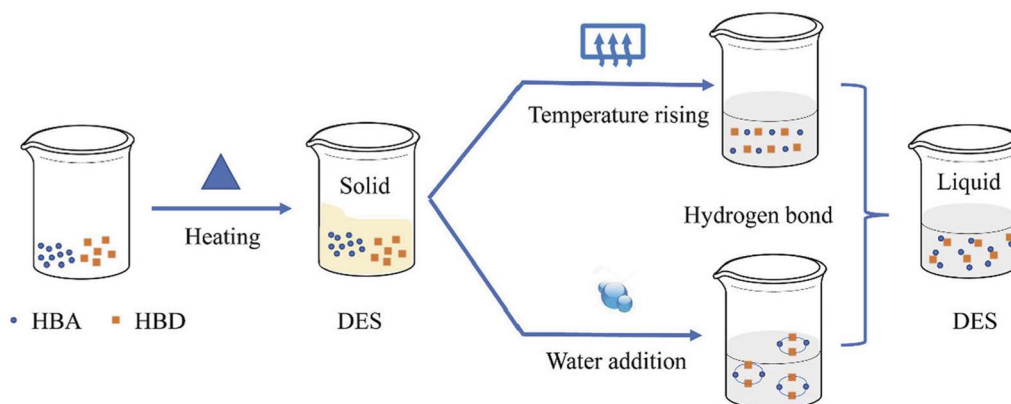 Temperature rising
Solid
Liquid
Heating
Hydrogen bond
HBA
HBD
DES
DES
Water addition